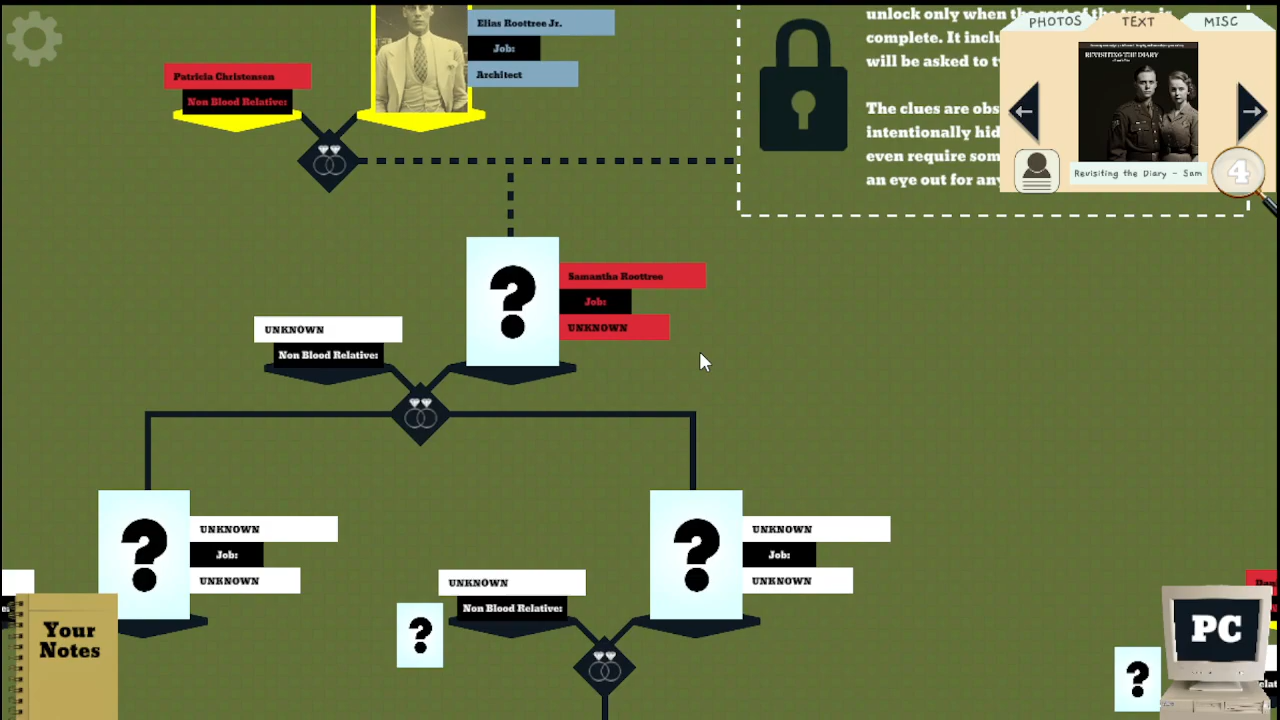 Elias Roottree Jr.
Job:
Architect
Patricia Christensen
Non Blood Relative:
unlock only when the rest of the tree is
complete. It inclu
will be asked to t
The clues are obs
intentionally hid
even require som
an eye out for any
PHOTOS
TEXT
MISC
REVISITING THE DIARY
Revisiting the Diary - Sam
4
Samantha Roottree
Job:
UNKNOWN
UNKNOWN
Non Blood Relative:
UNKNOWN
Job:
UNKNOWN
UNKNOWN
Job:
UNKNOWN
UNKNOWN
Non Blood Relative:
Your
Notes
PC